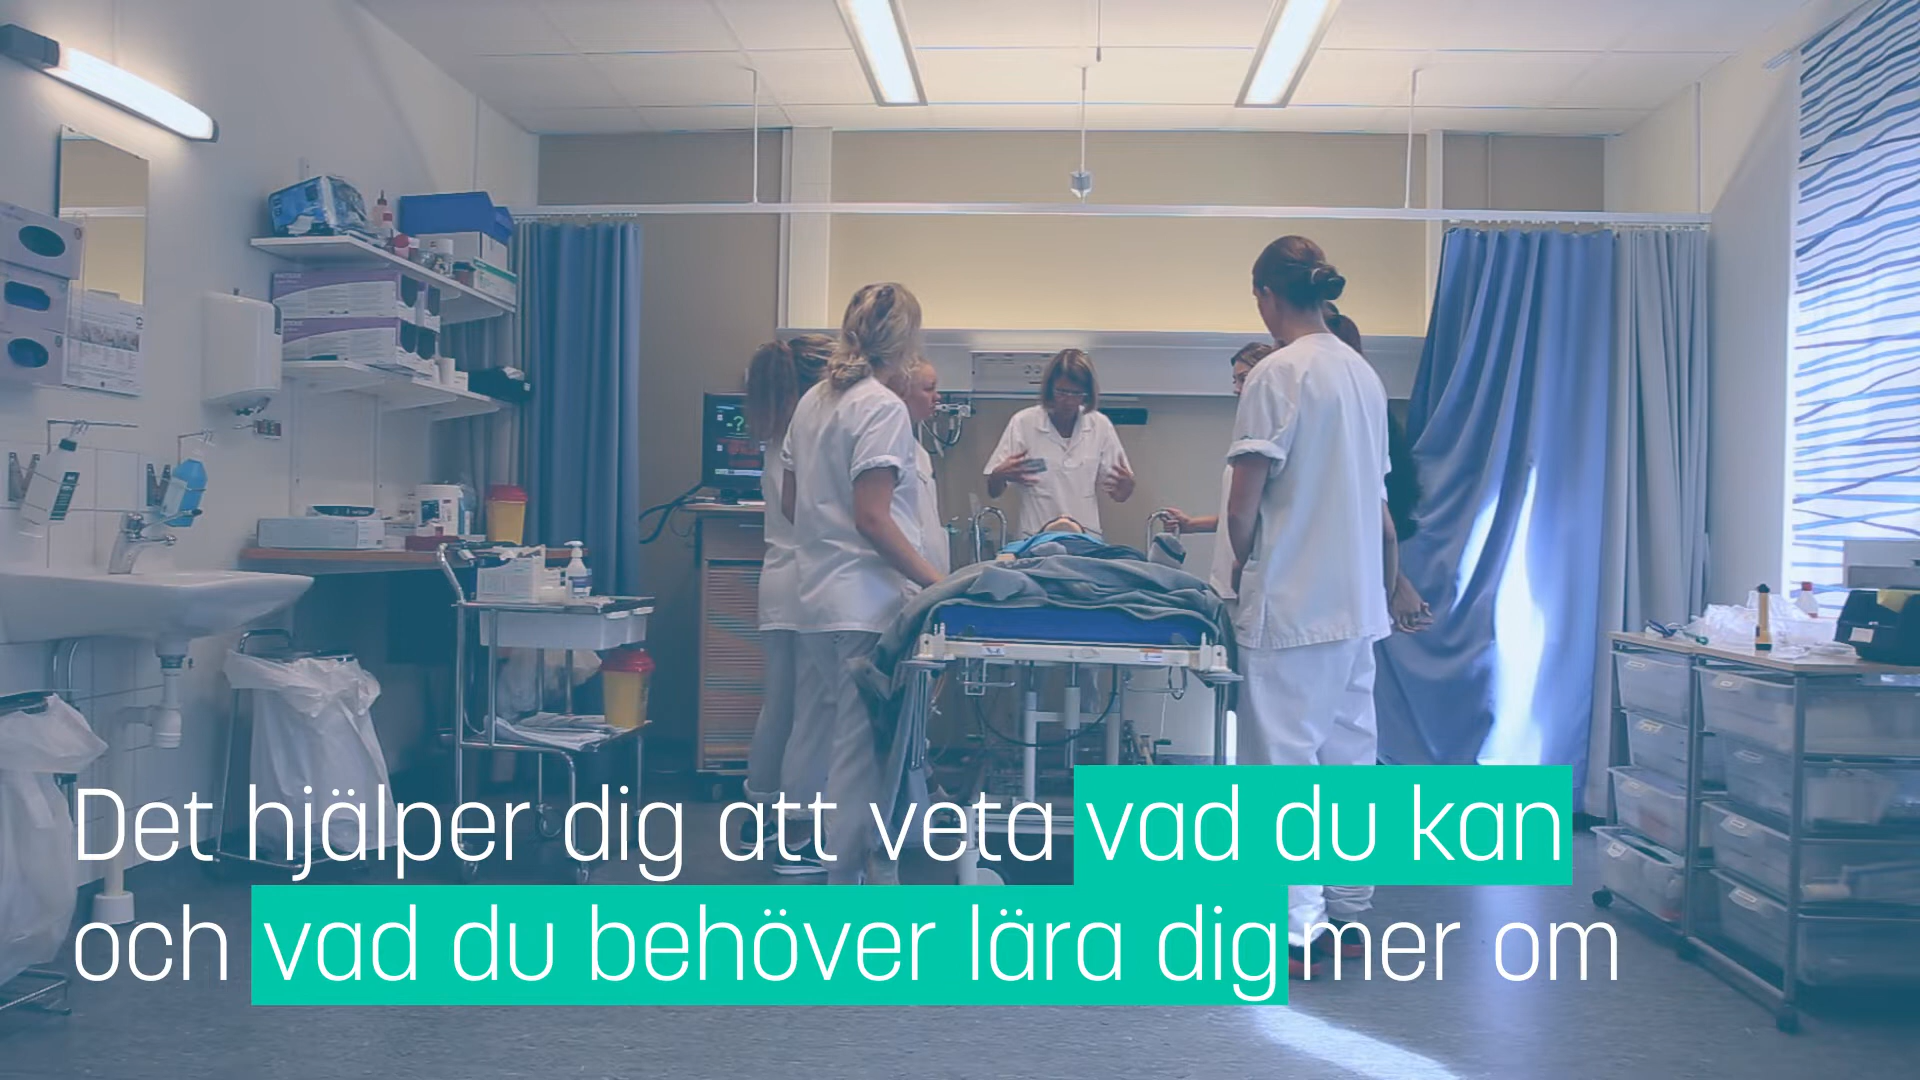 Det hjälper dig att veta vad du kan
och vad du behöver lära dig mer om